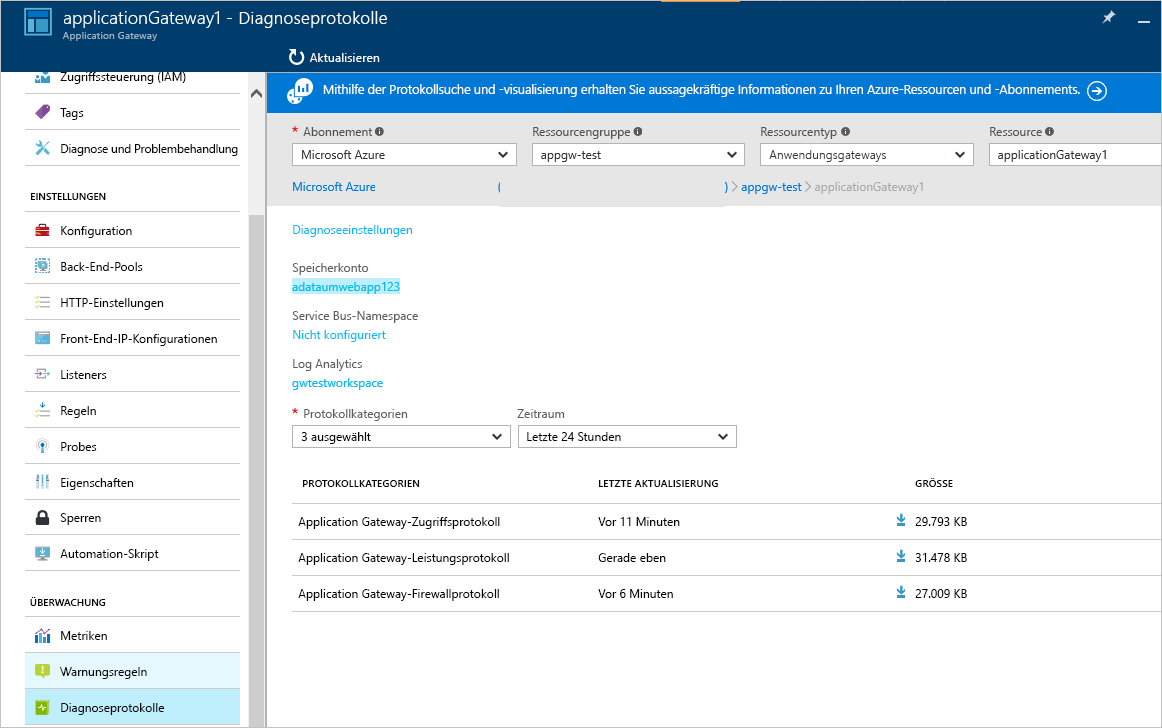 applicationGateway1 - Diagnoseprotokolle
Application Gateway
Aktualisieren
Zugriffssteuerung (IAM)
Tags
Diagnose und Problembehandlung
EINSTELLUNGEN
Konfiguration
Back-End-Pools
HTTP-Einstellungen
Front-End-IP-Konfigurationen
Listeners
Regeln
Probes
Eigenschaften
Sperren
Automation-Skript
ÜBERWACHUNG
Metriken
Warnungsregeln
Diagnoseprotokolle
Mithilfe der Protokollsuche und -visualisierung erhalten Sie aussagekräftige Informationen zu Ihren Azure-Ressourcen und -Abonnements.
* Abonnement Ressourcengruppe Ressourcentyp Ressource
Microsoft Azure appgw-test Anwendungsgateways applicationGateway1
Microsoft Azure ( ) > appgw-test > applicationGateway1
Diagnoseeinstellungen
Speicherkonto
adataumwebapp123
Service Bus-Namespace
Nicht konfiguriert
Log Analytics
gwtestworkspace
* Protokollkategorien Zeitraum
3 ausgewählt Letzte 24 Stunden
PROTOKOLLKATEGORIEN LETZTE AKTUALISIERUNG GRÖSSE
Application Gateway-Zugriffsprotokoll Vor 11 Minuten 29.793 KB
Application Gateway-Leistungsprotokoll Gerade eben 31.478 KB
Application Gateway-Firewallprotokoll Vor 6 Minuten 27.009 KB